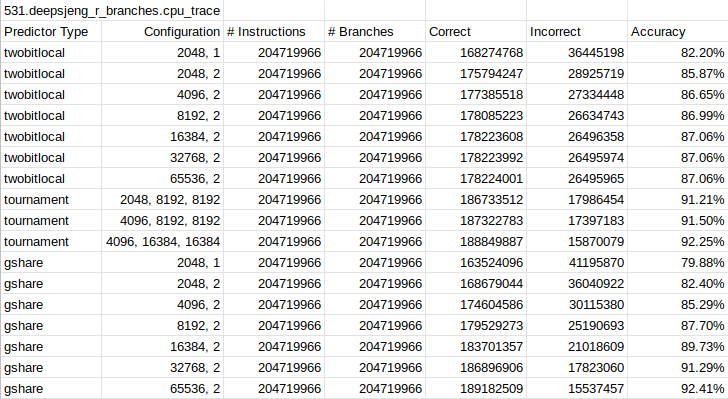 531.deepsjeng_r_branches.cpu_trace
Predictor Type Configuration # Instructions # Branches Correct Incorrect Accuracy
twobitlocal 2048, 1 204719966 204719966 168274768 36445198 82.20%
twobitlocal 2048, 2 204719966 204719966 175794247 28925719 85.87%
twobitlocal 4096, 2 204719966 204719966 177385518 27334448 86.65%
twobitlocal 8192, 2 204719966 204719966 178085223 26634743 86.99%
twobitlocal 16384, 2 204719966 204719966 178223608 26496358 87.06%
twobitlocal 32768, 2 204719966 204719966 178223992 26495974 87.06%
twobitlocal 65536, 2 204719966 204719966 178224001 26495965 87.06%
tournament 2048, 8192, 8192 204719966 204719966 186733512 17986454 91.21%
tournament 4096, 8192, 8192 204719966 204719966 187322783 17397183 91.50%
tournament 4096, 16384, 16384 204719966 204719966 188849887 15870079 92.25%
gshare 2048, 1 204719966 204719966 163524096 41195870 79.88%
gshare 2048, 2 204719966 204719966 168679044 36040922 82.40%
gshare 4096, 2 204719966 204719966 174604586 30115380 85.29%
gshare 8192, 2 204719966 204719966 179529273 25190693 87.70%
gshare 16384, 2 204719966 204719966 183701357 21018609 89.73%
gshare 32768, 2 204719966 204719966 186896906 17823060 91.29%
gshare 65536, 2 204719966 204719966 189182509 15537457 92.41%